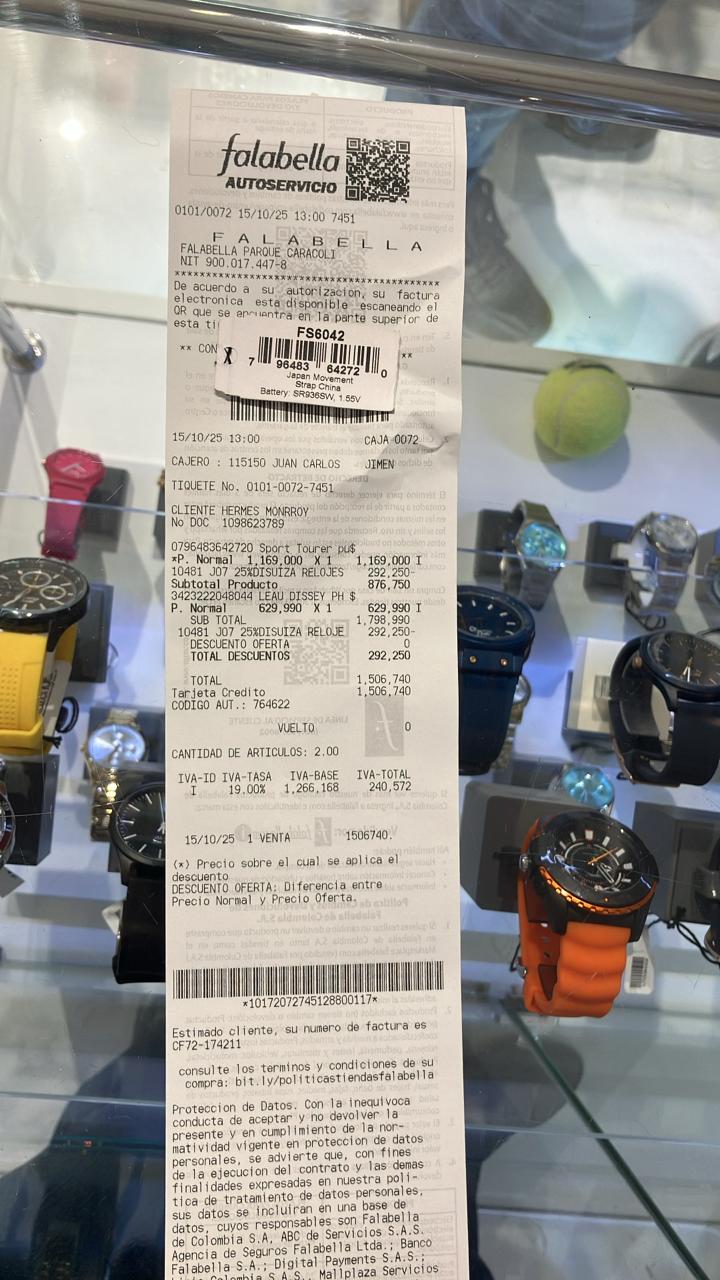 falabella
AUTOSERVICIO
0101/0072 15/10/25 13:00 7451
F A L A B E L L A
FALABELLA PARQUE CARACOLI
NIT 900.017.447-8
****************************************
De acuerdo a su autorizacion, su factura
electronica esta disponible escaneando el
QR que se encuentra en la parte superior de
esta ti
FS6042
** CON **
7 96483 64272 0
Japan Movement
Strap China
Battery: SR936SW, 1.55V
15/10/25 13:00 CAJA 0072
CAJERO : 115150 JUAN CARLOS JIMEN
TIQUETE No. 0101-0072-7451
CLIENTE HERMES MONRROY
No DOC 1098623789
0796483642720 Sport Tourer pu$
*P. Normal 1,169,000 X 1 1,169,000 I
10481 J07 25%DISUIZA RELOJES 292,250-
Subtotal Producto 876,750
3423222048044 LEAU DISSEY PH $
P. Normal 629,990 X 1 629,990 I
SUB TOTAL 1,798,990
10481 J07 25%DISUIZA RELOJE 292,250-
DESCUENTO OFERTA 0
TOTAL DESCUENTOS 292,250
TOTAL 1,506,740
Tarjeta Credito 1,506,740
CODIGO AUT.: 764622
VUELTO 0
CANTIDAD DE ARTICULOS: 2.00
IVA-ID IVA-TASA IVA-BASE IVA-TOTAL
I 19.00% 1,266,168 240,572
15/10/25 1 VENTA 1506740.
(*) Precio sobre el cual se aplica el
descuento
DESCUENTO OFERTA: Diferencia entre
Precio Normal y Precio Oferta.
*10172072745128800117*
Estimado cliente, su numero de factura es
CF72-174211
consulte los terminos y condiciones de su
compra: bit.ly/politicastiendasfalabella
Proteccion de Datos. Con la inequivoca
conducta de aceptar y no devolver la
presente y en cumplimiento de la nor-
matividad vigente en proteccion de datos
personales, se advierte que, con fines
de la ejecucion del contrato y las demas
finalidades expresadas en nuestra poli-
tica de tratamiento de datos personales,
sus datos se incluiran en una base de
datos, cuyos responsables son Falabella
de Colombia S.A, ABC de Servicios S.A.S.
Agencia de Seguros Falabella Ltda.; Banco
Falabella S.A.; Digital Payments S.A.S.;
Colombia S.A.S., Mallplaza Servicios